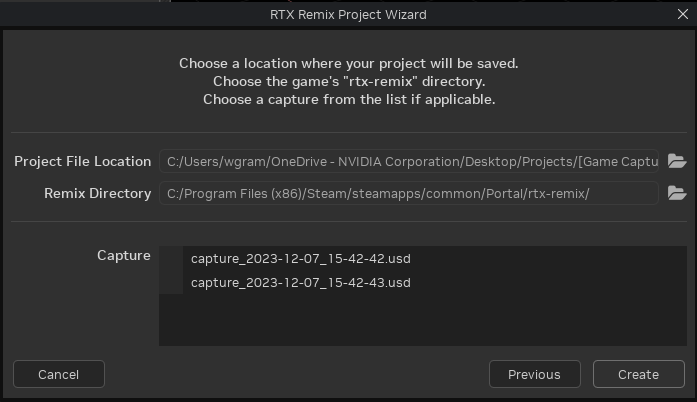 RTX Remix Project Wizard
Choose a location where your project will be saved.
Choose the game's "rtx-remix" directory.
Choose a capture from the list if applicable.
Project File Location C:/Users/wgram/OneDrive - NVIDIA Corporation/Desktop/Projects/[Game Captu
Remix Directory C:/Program Files (x86)/Steam/steamapps/common/Portal/rtx-remix/
Capture capture_2023-12-07_15-42-42.usd
capture_2023-12-07_15-42-43.usd
Cancel Previous Create